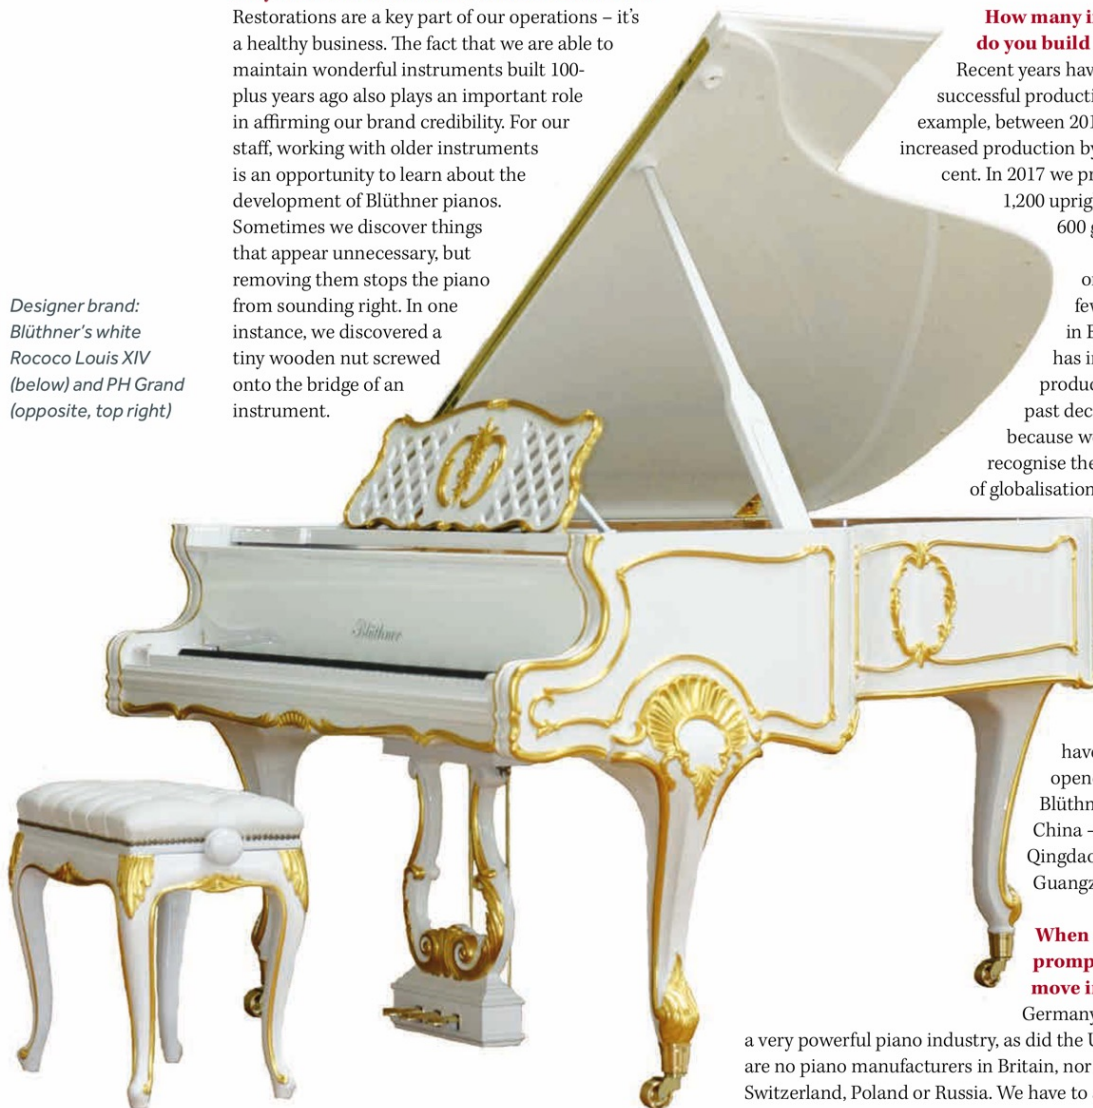 Restorations are a key part of our operations – it’s
a healthy business. The fact that we are able to
maintain wonderful instruments built 100-
plus years ago also plays an important role
in affirming our brand credibility. For our
staff, working with older instruments
is an opportunity to learn about the
development of Blüthner pianos.
Sometimes we discover things
that appear unnecessary, but
removing them stops the piano
from sounding right. In one
instance, we discovered a
tiny wooden nut screwed
onto the bridge of an
instrument.
Designer brand:
Blüthner’s white
Rococo Louis XIV
(below) and PH Grand
(opposite, top right)
Blüthner
How many i
do you build
Recent years hav
successful producti
example, between 201
increased production by
cent. In 2017 we pr
1,200 uprig
600 g
o
fev
in E
has in
produc
past dec
because we
recognise the
of globalisation
have
opene
Blüthn
China –
Qingdao
Guangz
When
promp
move i
Germany
a very powerful piano industry, as did the U
are no piano manufacturers in Britain, nor
Switzerland, Poland or Russia. We have to